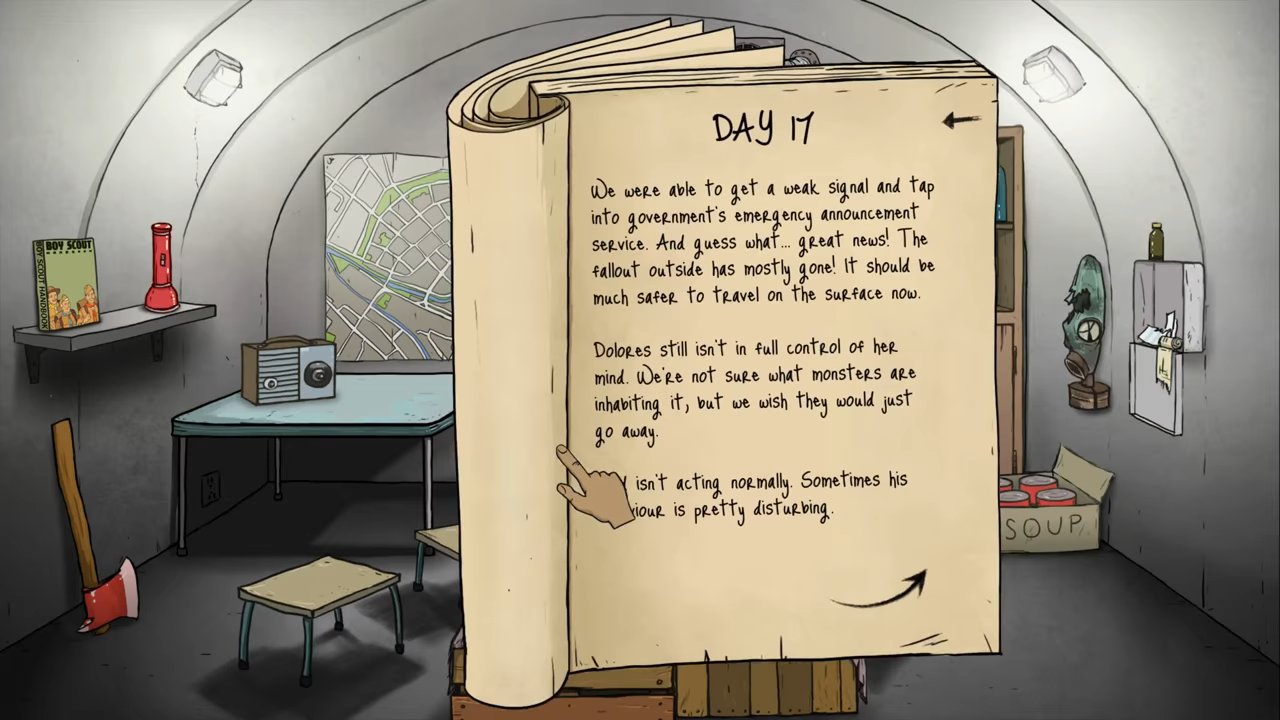 DAY 17
We were able to get a weak signal and tap
into government's emergency announcement
service. And guess what... great news! The
fallout outside has mostly gone! It should be
much safer to travel on the surface now.
Dolores still isn't in full control of her
mind. We're not sure what monsters are
inhabiting it, but we wish they would just
go away.
isn't acting normally. Sometimes his
is pretty disturbing.
BOY SCOUT
BOY SCOUT HANDBOOK
SOUP